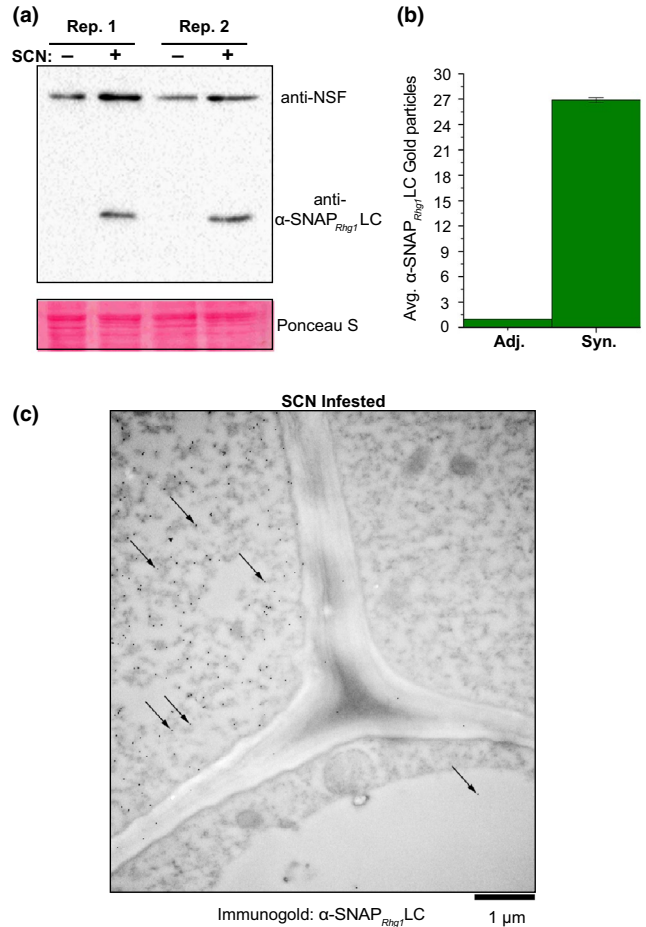 (a)
Rep. 1 Rep. 2
SCN: – + – +
anti-NSF
anti-
α-SNAPRhg1LC
Ponceau S
(b)
Avg. α-SNAPRhg1LC Gold particles
30
27
24
21
18
15
12
9
6
3
0
Adj. Syn.
(c)
SCN Infested
Immunogold: α-SNAPRhg1LC
1 µm